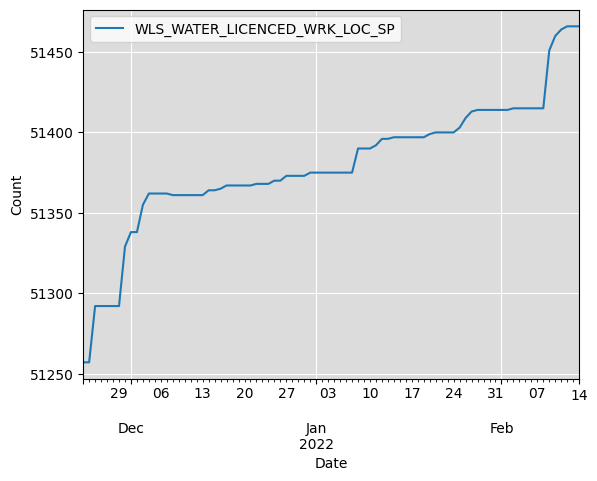 WLS_WATER_LICENCED_WRK_LOC_SP
51450
51400
51350
51300
51250
Count
29 06 13 20 27 03 10 17 24 31 07 14
Dec Jan Feb
2022
Date